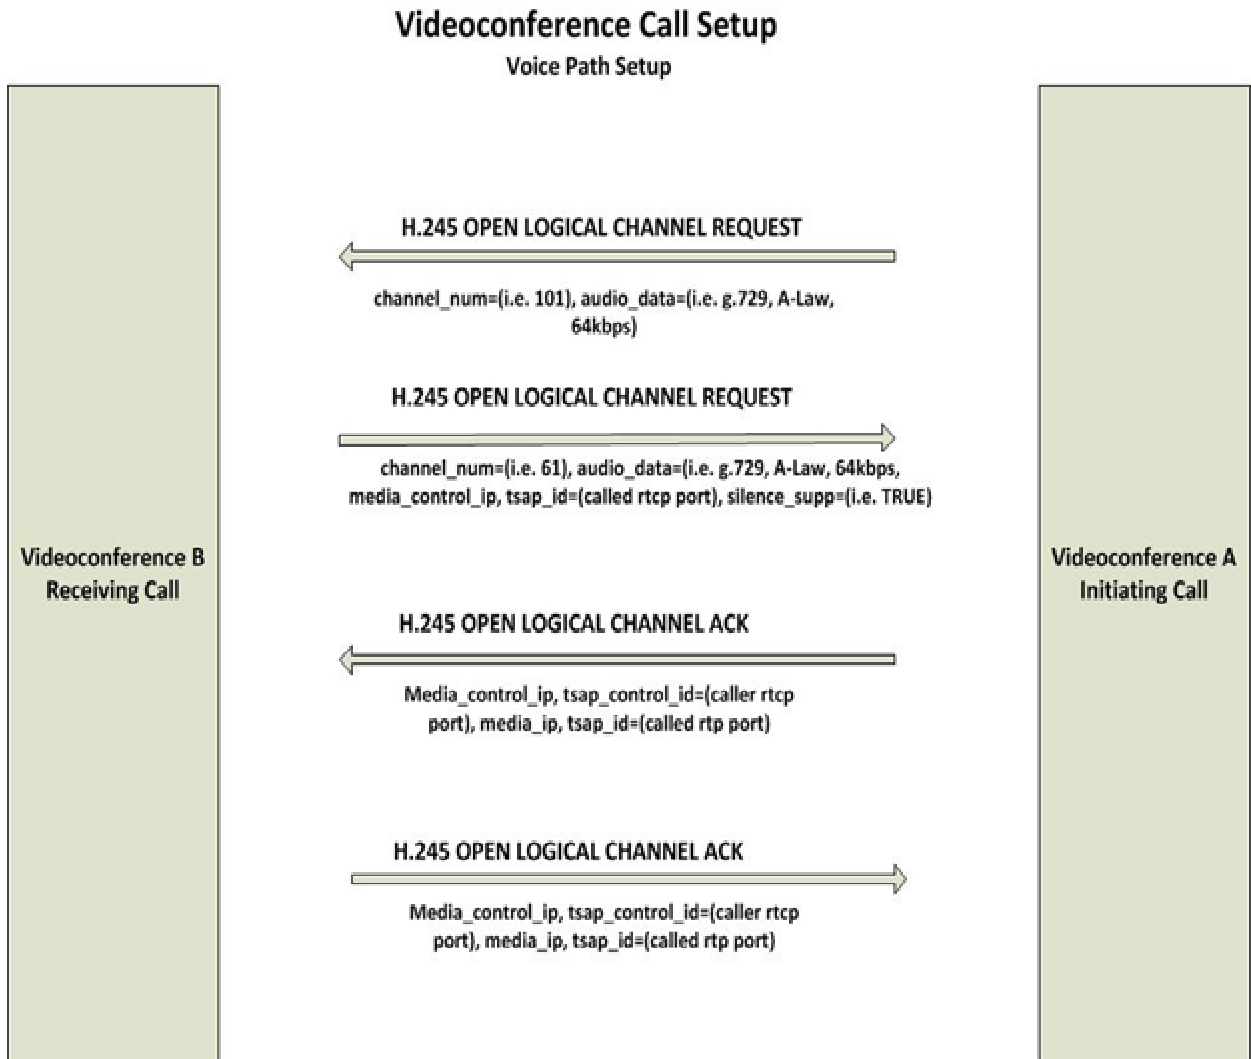 Videoconference Call Setup
Voice Path Setup
H.245 OPEN LOGICAL CHANNEL REQUEST
channel_num=(i.e. 101), audio_data=(i.e. g.729, A-Law,
64kbps)
H.245 OPEN LOGICAL CHANNEL REQUEST
channel_num=(i.e. 61), audio_data=(i.e. g.729, A-Law, 64kbps,
media_control_ip, tsap_id=(called rtcp port), silence_supp=(i.e. TRUE)
Videoconference B
Receiving Call
Videoconference A
Initiating Call
H.245 OPEN LOGICAL CHANNEL ACK
Media_control_ip, tsap_control_id=(caller rtcp
port), media_ip, tsap_id=(called rtp port)
H.245 OPEN LOGICAL CHANNEL ACK
Media_control_ip, tsap_control_id=(caller rtcp
port), media_ip, tsap_id=(called rtp port)